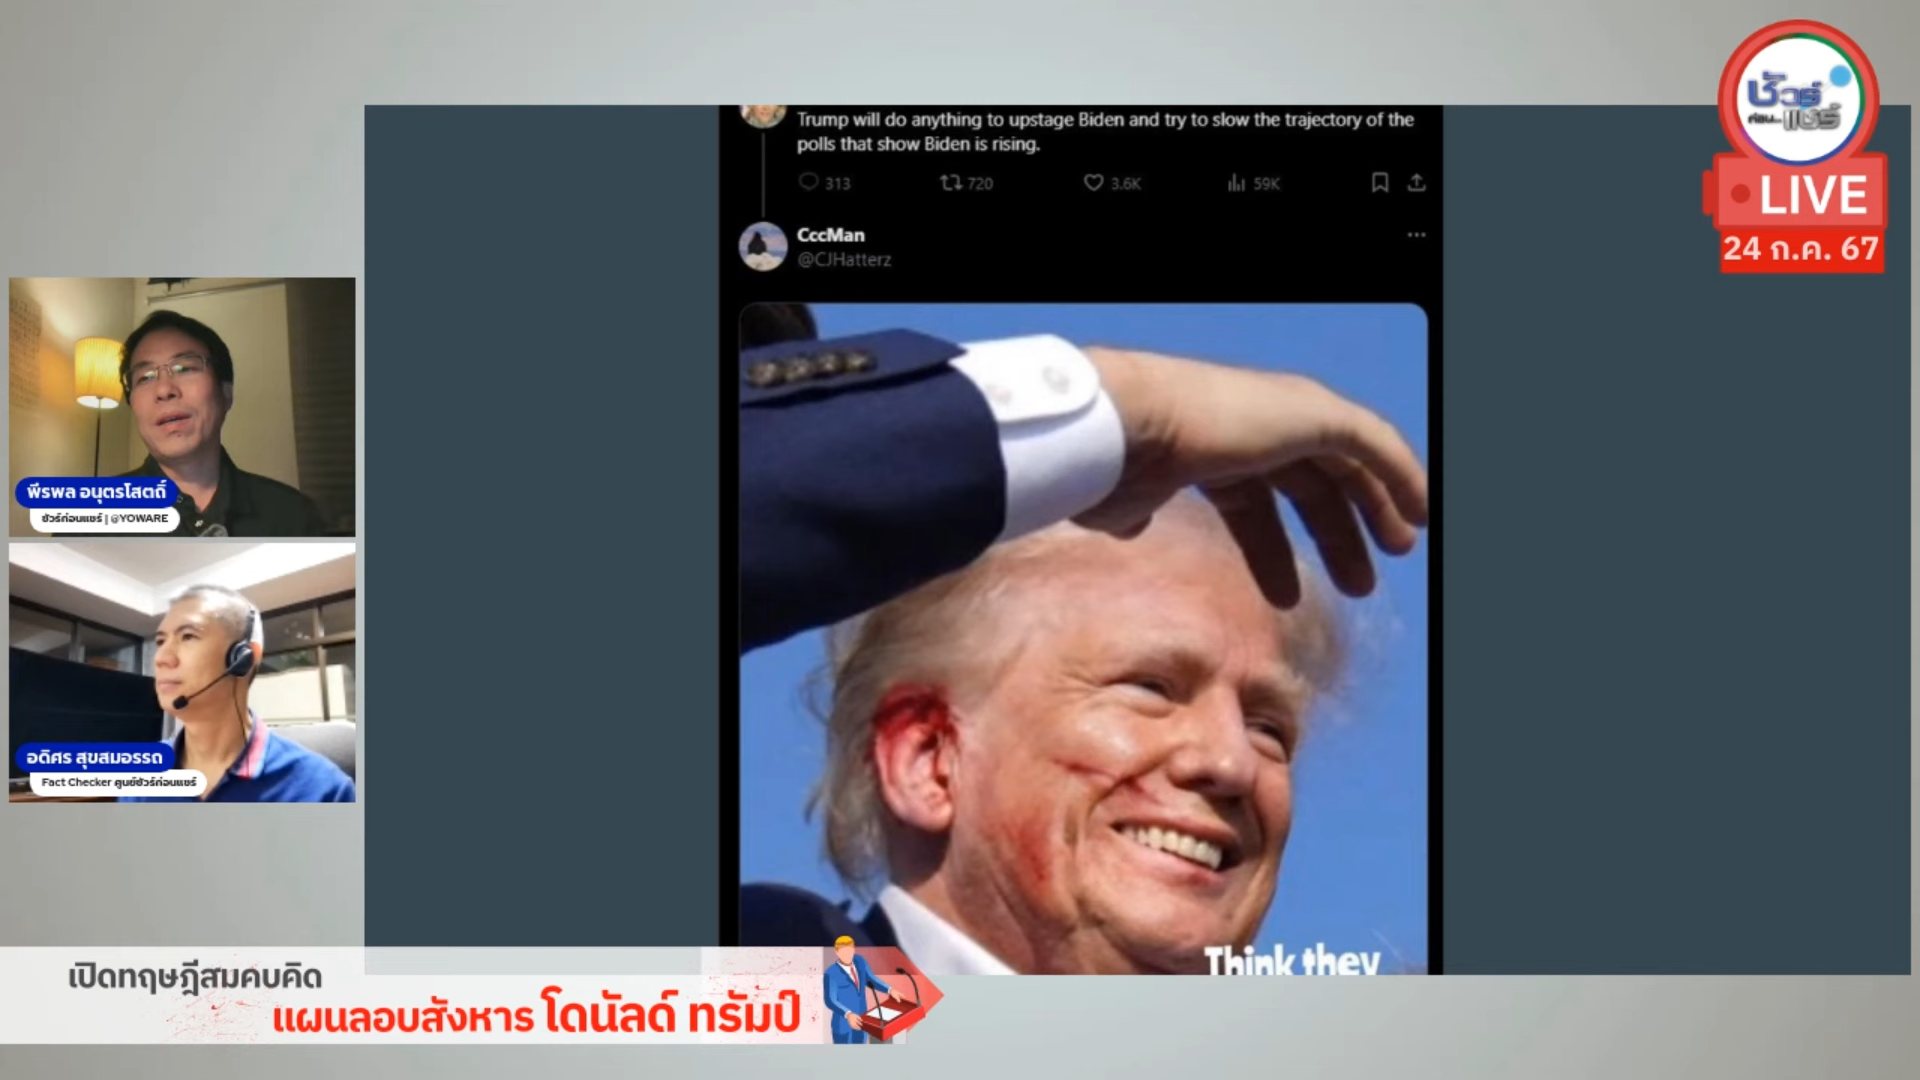 Trump will do anything to upstage Biden and try to slow the trajectory of the
polls that show Biden is rising.
313
720
3.6K
59K
CccMan
@CJHatterz
Think they
ชัวร์
ก่อน..
แชร์
LIVE
24 ก.ค. 67
พีรพล อนุตรโสตถิ์
ชัวร์ก่อนแชร์ | @YOWARE
อดิศร สุขสมอรรถ
Fact Checker ศูนย์ชัวร์ก่อนแชร์
เปิดทฤษฎีสมคบคิด
แผนลอบสังหาร โดนัลด์ ทรัมป์